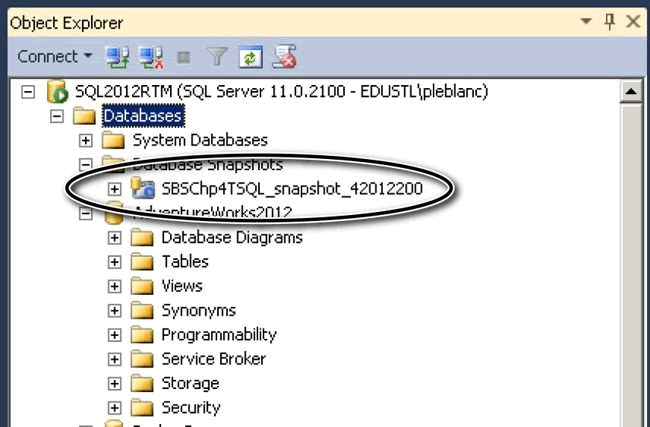 Object Explorer
Connect
SQL2012RTM (SQL Server 11.0.2100 - EDUSTL\pleblanc)
Databases
System Databases
Database Snapshots
SBSChp4TSQL_snapshot_42012200
AdventureWorks2012
Database Diagrams
Tables
Views
Synonyms
Programmability
Service Broker
Storage
Security